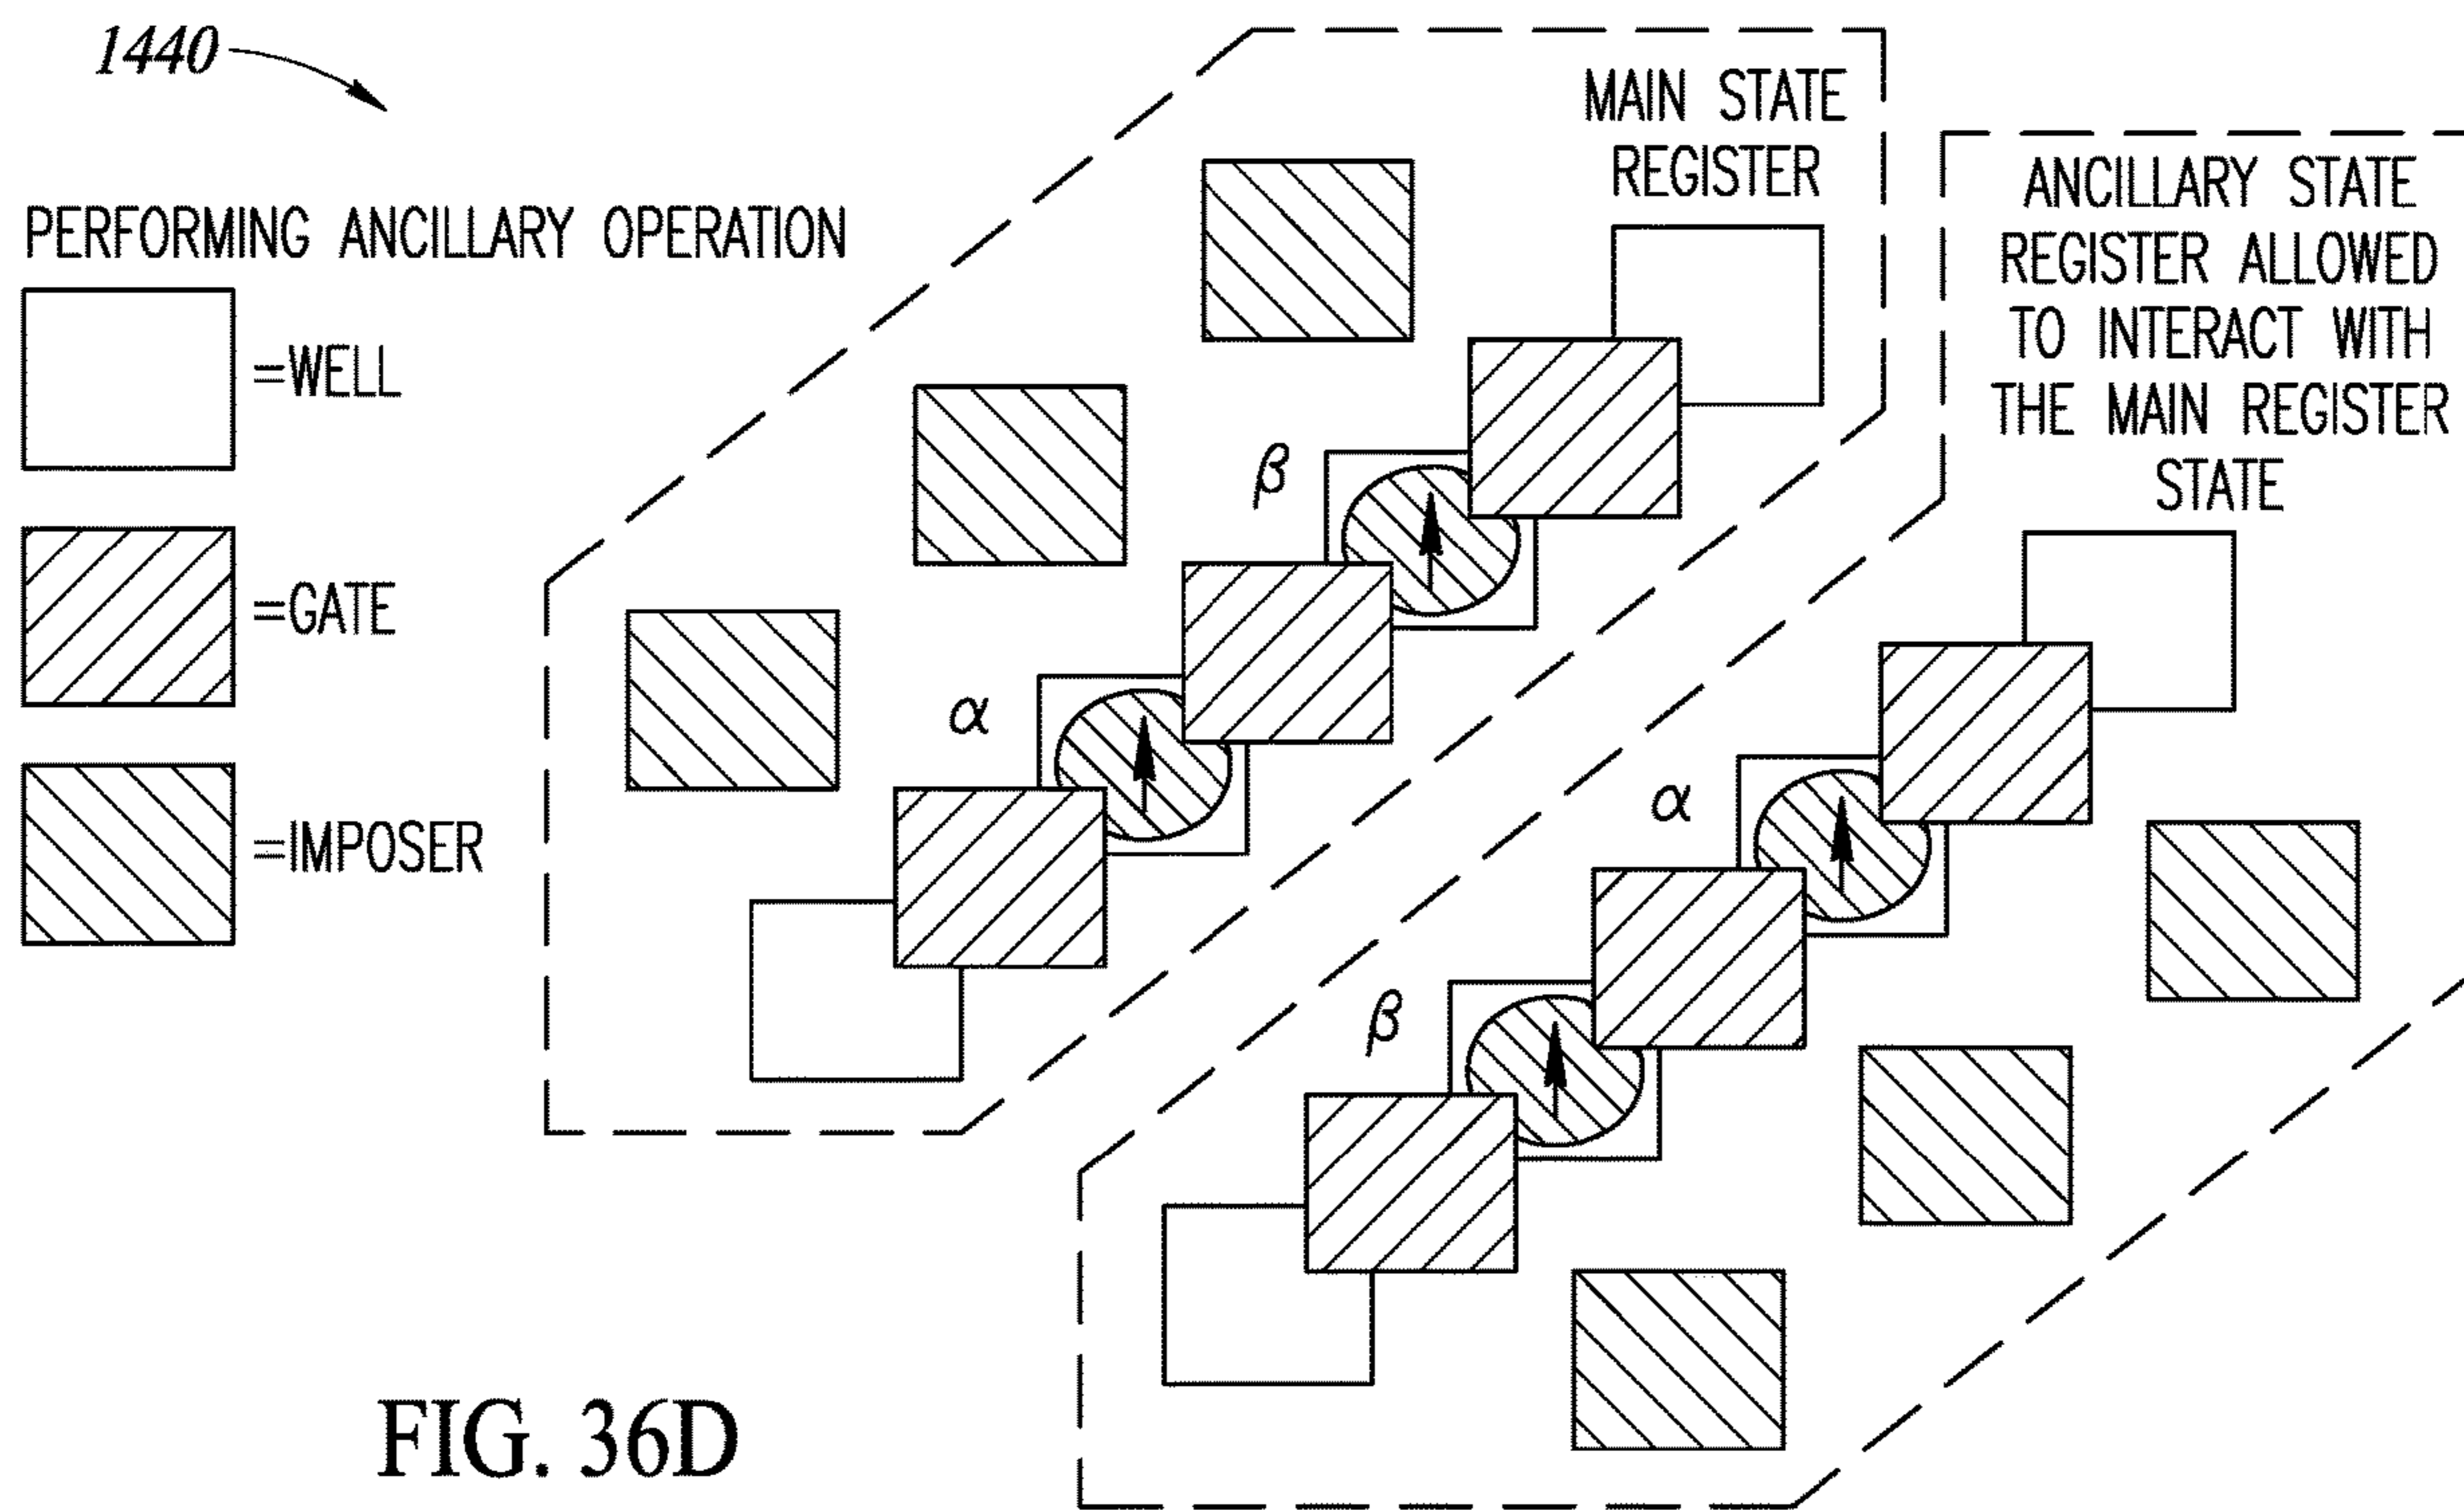 1440
PERFORMING ANCILLARY OPERATION
=WELL
=GATE
=IMPOSER
MAIN STATE
REGISTER
β
α
ANCILLARY STATE
REGISTER ALLOWED
TO INTERACT WITH
THE MAIN REGISTER
STATE
α
β
FIG. 36D